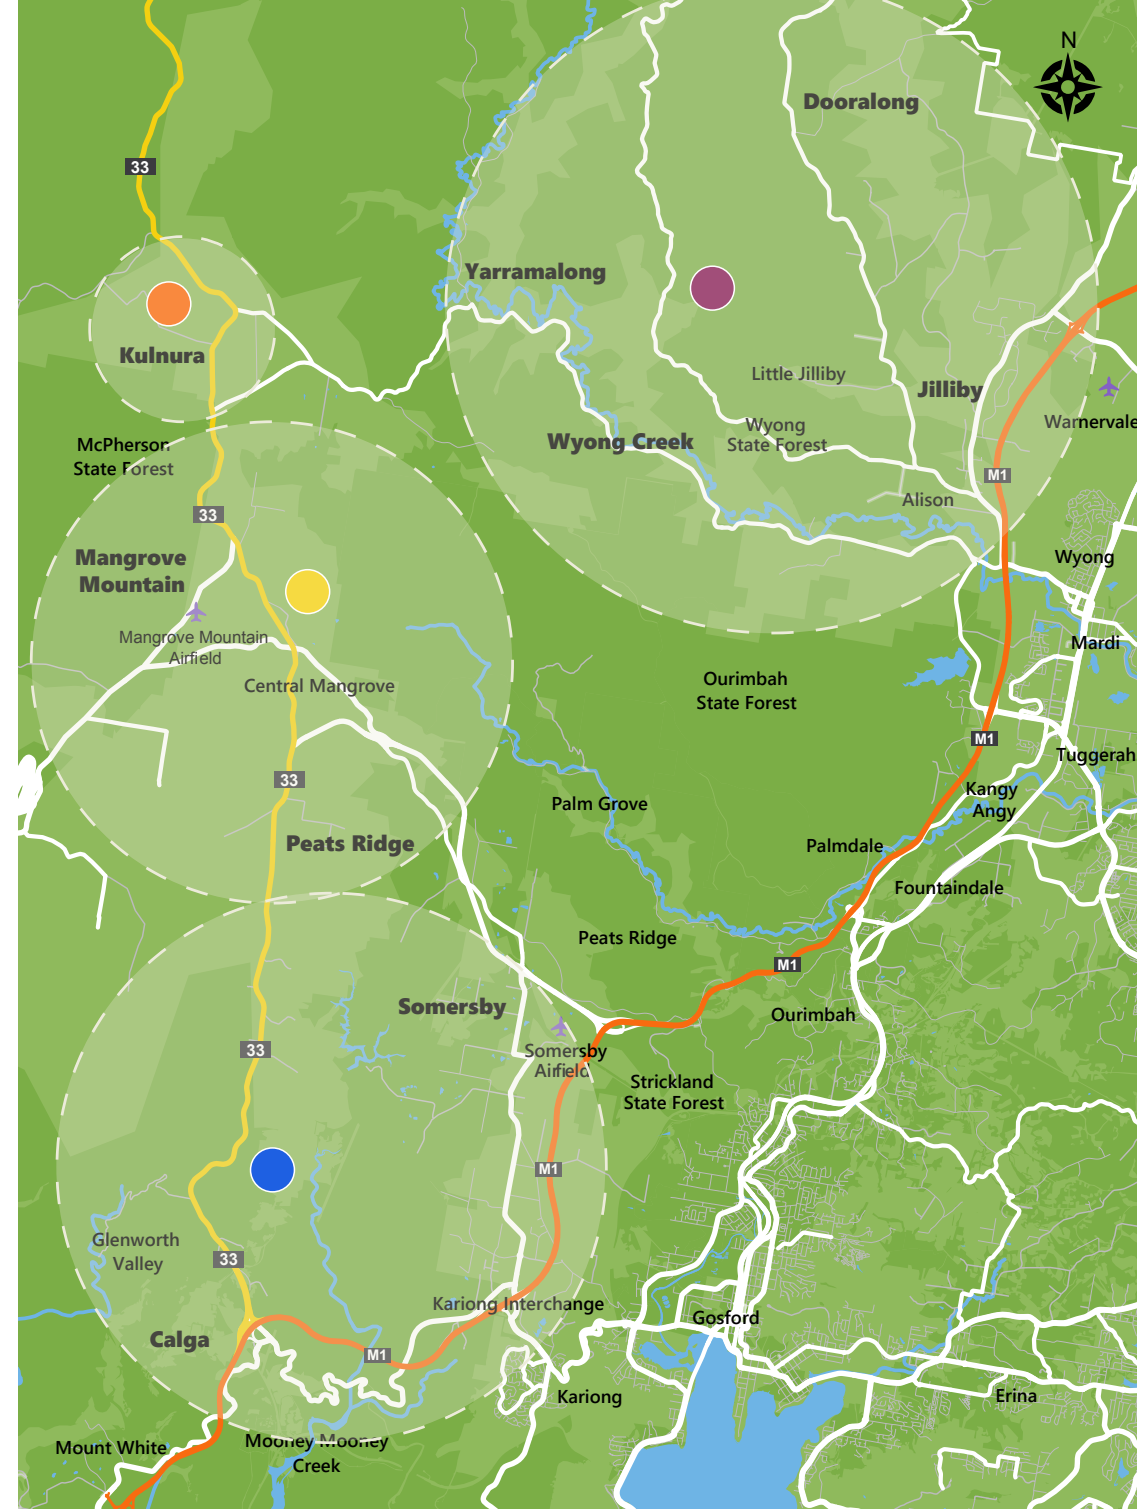 N
Dooralong
33
Yarramalong
Kulnura
Little Jilliby
Jilliby
Warnervale
McPherson
State Forest
Wyong
State Forest
Wyong Creek
M1
Alison
33
Mangrove
Mountain
Wyong
Mangrove Mountain
Airfield
Mardi
Central Mangrove
Ourimbah
State Forest
M1
Tuggerah
33
Kangy
Angy
Palm Grove
Peats Ridge
Palmdale
Fountaindale
Peats Ridge
M1
Somersby
Ourimbah
33
Somersby
Airfield
Strickland
State Forest
M1
Glenworth
Valley
33
Kariong Interchange
Gosford
Calga
M1
Kariong
Erina
Mount White
Mooney Mooney
Creek